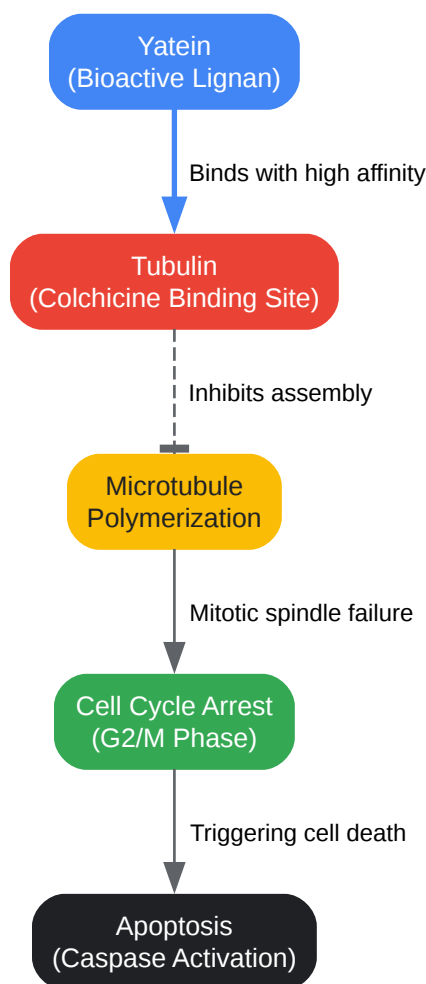 Yatein
(Bioactive Lignan)
Binds with high affinity
Tubulin
(Colchicine Binding Site)
Inhibits assembly
Microtubule
Polymerization
Mitotic spindle failure
Cell Cycle Arrest
(G2/M Phase)
Triggering cell death
Apoptosis
(Caspase Activation)